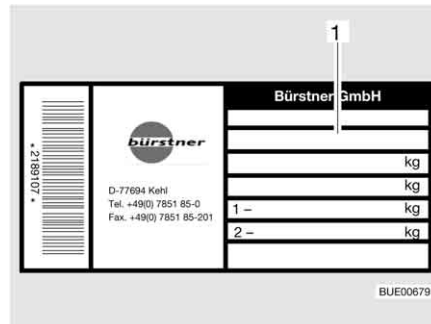 1
Bürstner GmbH
* 2189107 *
bürstner
D-77694 Kehl
Tel. +49(0) 7851 85-0
Fax. +49(0) 7851 85-201
kg
kg
1 – kg
2 – kg
BUE00679